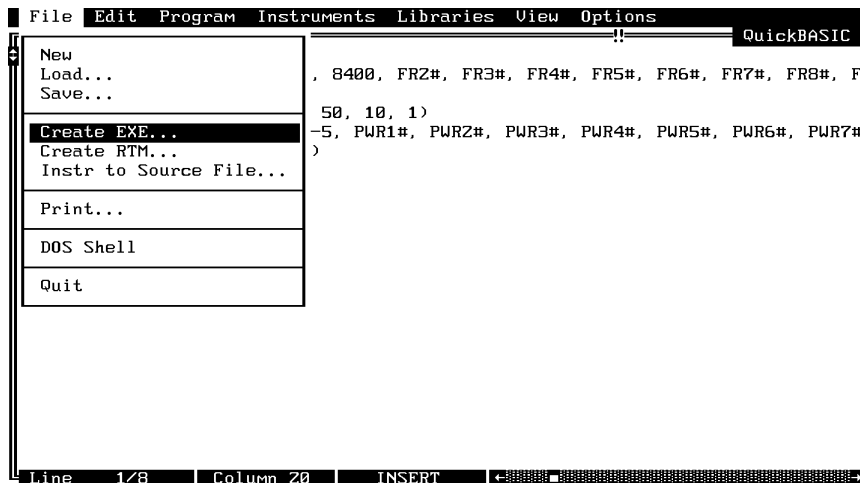 File Edit Program Instruments Libraries View Options
QuickBASIC
New
Load...
, 8400, FR2#, FR3#, FR4#, FR5#, FR6#, FR7#, FR8#, F
Save...
50, 10, 1)
Create EXE...
-5, PWR1#, PWR2#, PWR3#, PWR4#, PWR5#, PWR6#, PWR7#
Create RTM...
)
Instr to Source File...
Print...
DOS Shell
Quit
Line 1/8 Column 20 INSERT